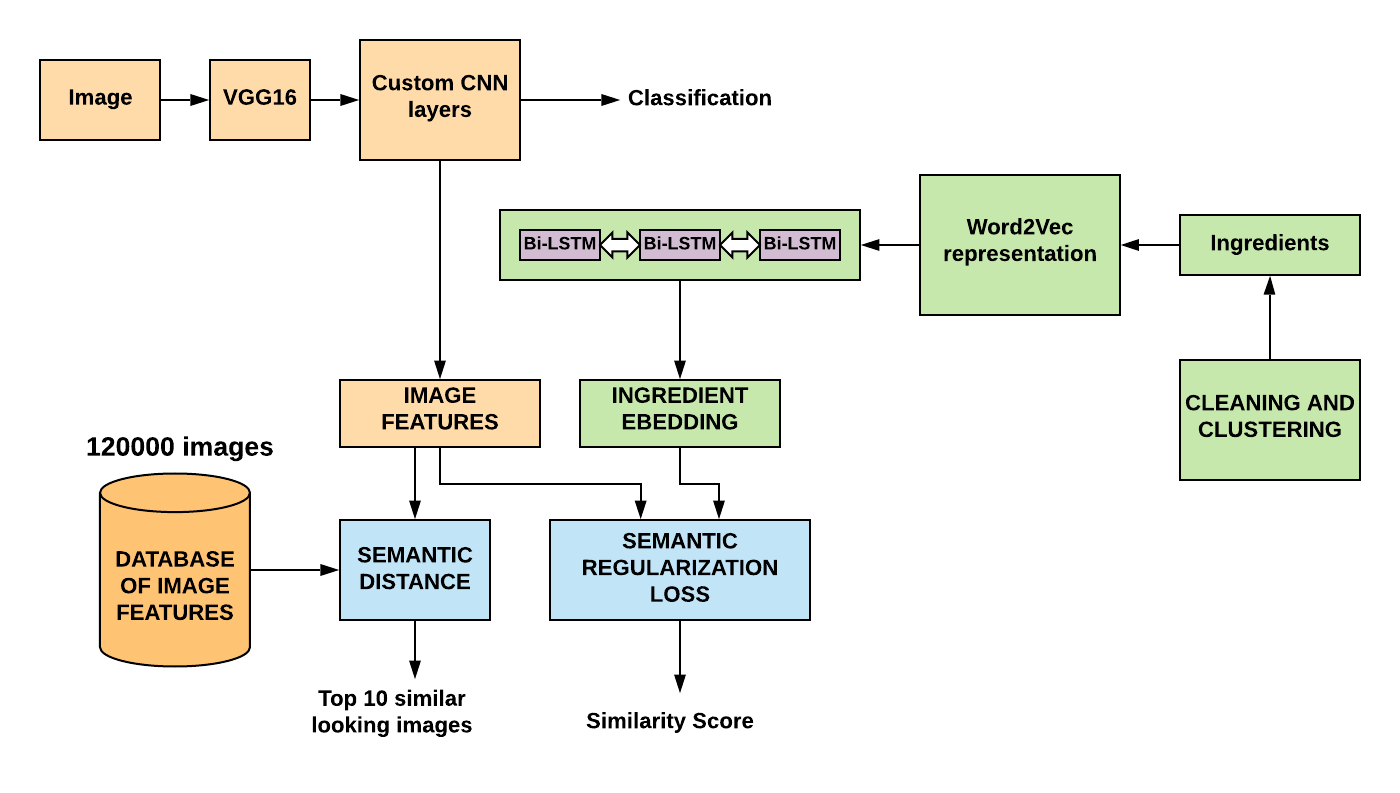 Image
VGG16
Custom CNN
layers
Classification
Bi-LSTM
Bi-LSTM
Bi-LSTM
Word2Vec
representation
Ingredients
CLEANING AND
CLUSTERING
IMAGE
FEATURES
INGREDIENT
EBEDDING
120000 images
DATABASE
OF IMAGE
FEATURES
SEMANTIC
DISTANCE
SEMANTIC
REGULARIZATION
LOSS
Top 10 similar
looking images
Similarity Score